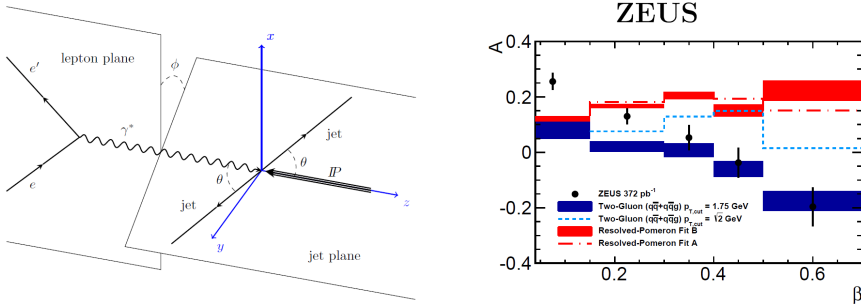 lepton plane
ϕ
x
e′
γ*
jet
θ
θ
IP
e
jet
z
y
jet plane
ZEUS
A
0.4
0.2
0
-0.2
-0.4
ZEUS 372 pb⁻¹
Two-Gluon (qq̄+qq̄g) p_T,cut = 1.75 GeV
Two-Gluon (qq̄+qq̄g) p_T,cut = √2 GeV
Resolved-Pomeron Fit B
Resolved-Pomeron Fit A
0.2 0.4 0.6
β